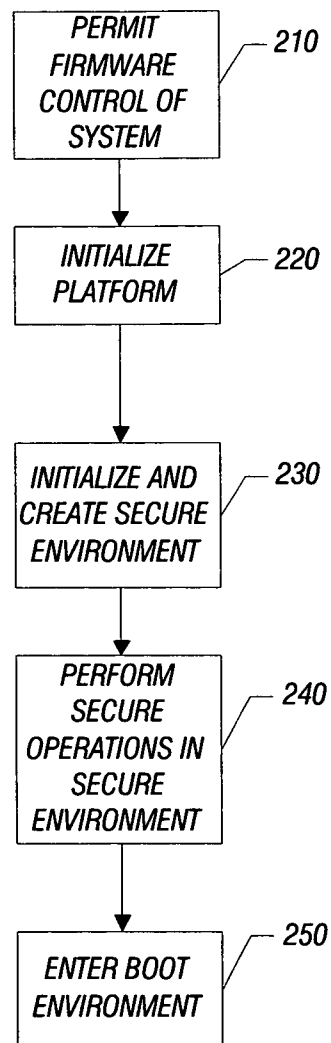 PERMIT
FIRMWARE
CONTROL OF
SYSTEM
210
INITIALIZE
PLATFORM
220
INITIALIZE AND
CREATE SECURE
ENVIRONMENT
230
PERFORM
SECURE
OPERATIONS IN
SECURE
ENVIRONMENT
240
ENTER BOOT
ENVIRONMENT
250